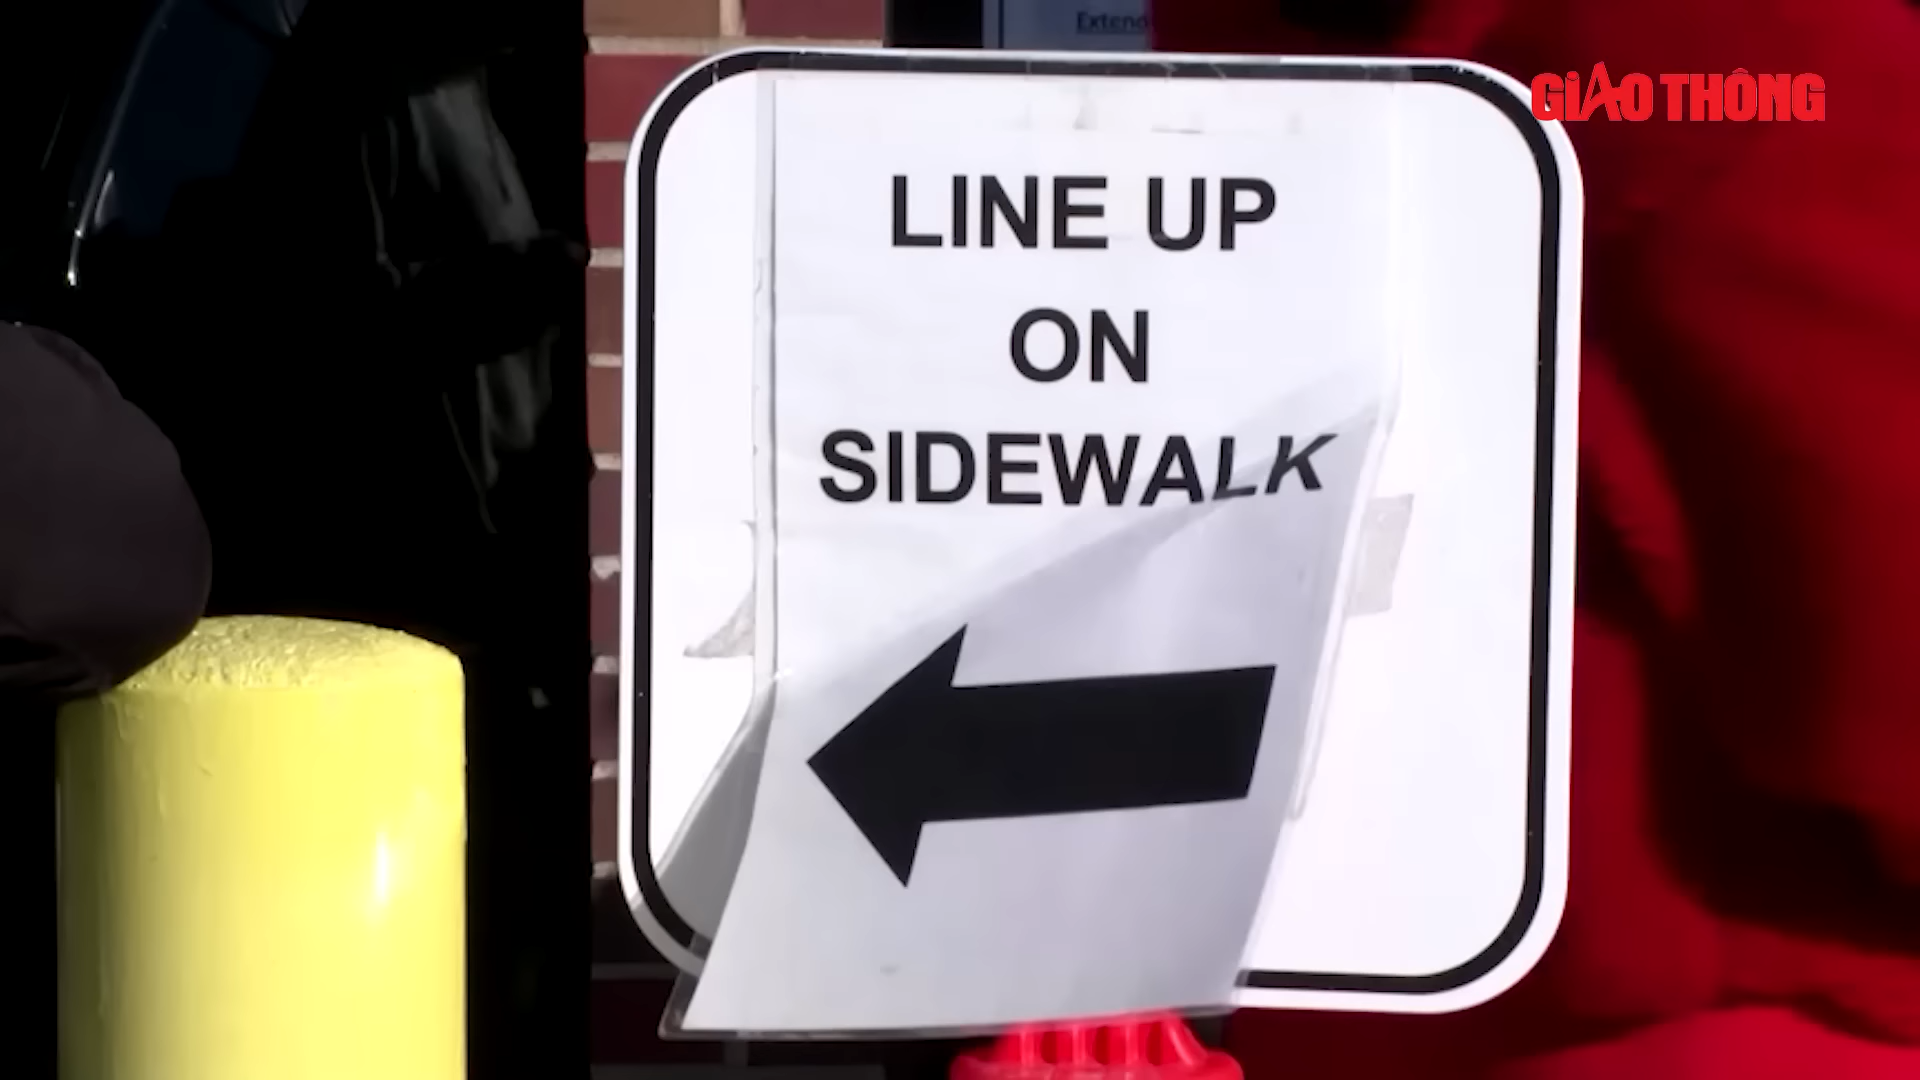 GIAO THÔNG
LINE UP
ON
SIDEWALK